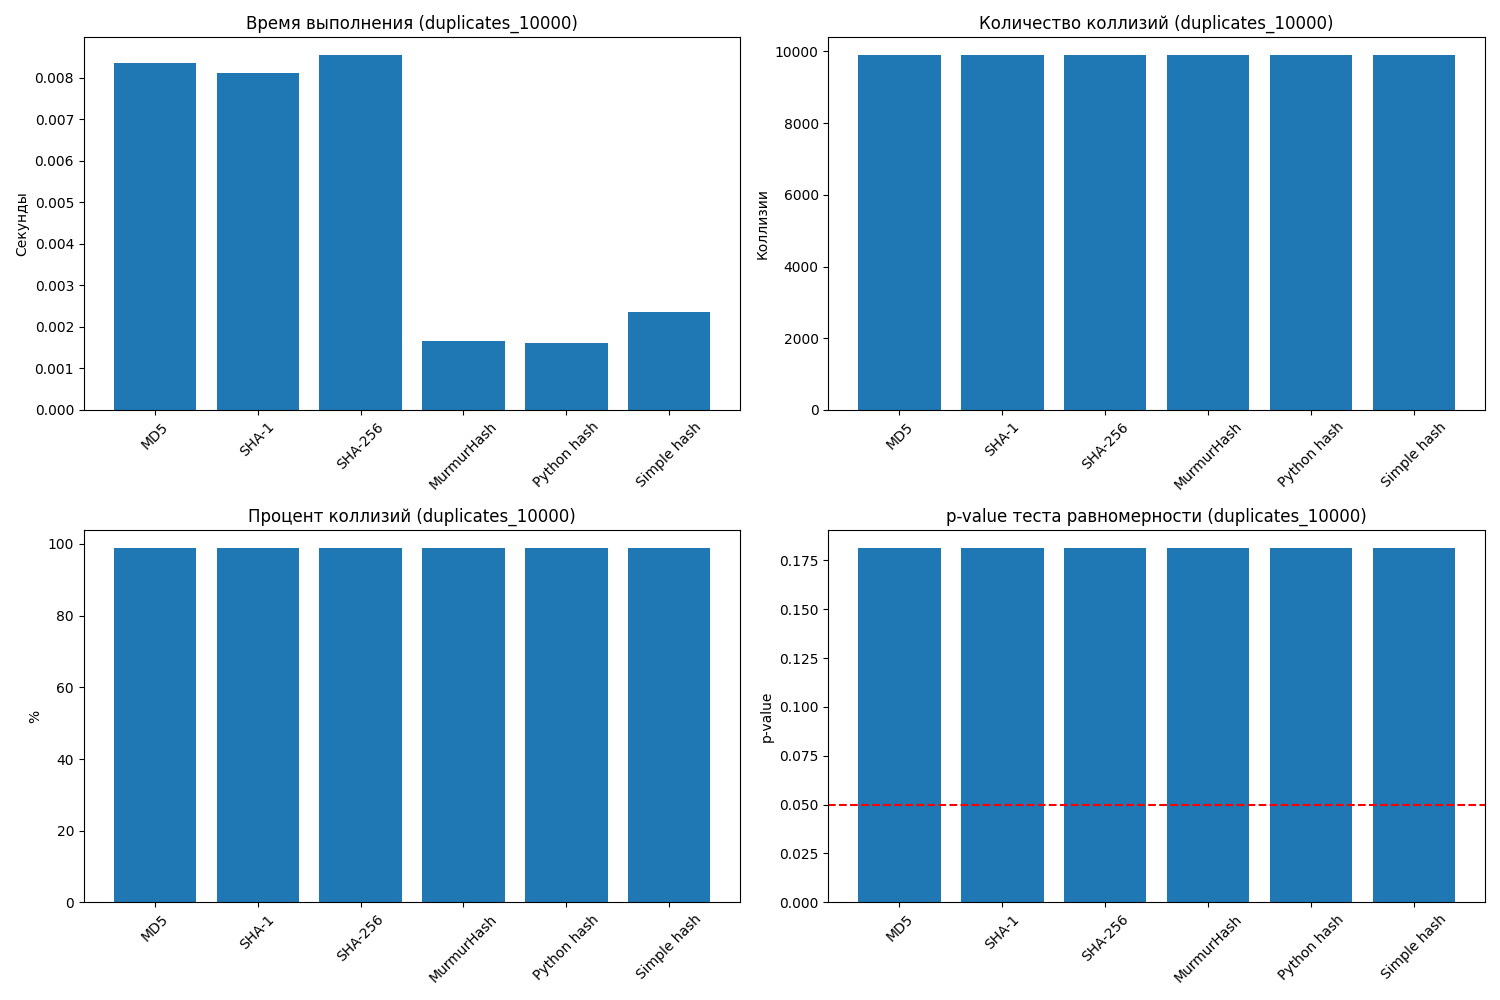 Время выполнения (duplicates_10000)
Секунды
0.008
0.007
0.006
0.005
0.004
0.003
0.002
0.001
0.000
MD5
SHA-1
SHA-256
MurmurHash
Python hash
Simple hash
Количество коллизий (duplicates_10000)
Коллизии
10000
8000
6000
4000
2000
0
MD5
SHA-1
SHA-256
MurmurHash
Python hash
Simple hash
Процент коллизий (duplicates_10000)
%
100
80
60
40
20
0
MD5
SHA-1
SHA-256
MurmurHash
Python hash
Simple hash
p-value теста равномерности (duplicates_10000)
p-value
0.175
0.150
0.125
0.100
0.075
0.050
0.025
0.000
MD5
SHA-1
SHA-256
MurmurHash
Python hash
Simple hash